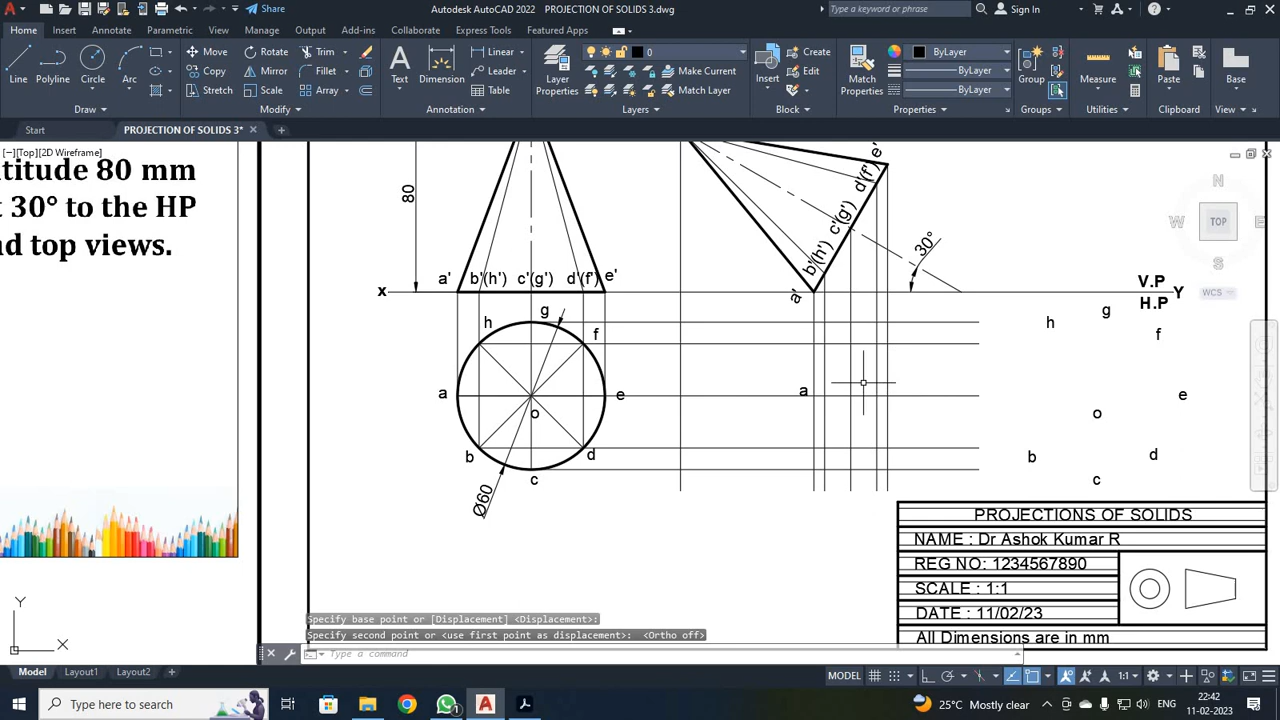 Share
Autodesk AutoCAD 2022 PROJECTION OF SOLIDS 3.dwg
Type a keyword or phrase
Sign In
Home Insert Annotate Parametric View Manage Output Add-ins Collaborate Express Tools Featured Apps
Line Polyline Circle Arc
Move Rotate Trim
Copy Mirror Fillet
Stretch Scale Array
Text Dimension
Linear
Leader
Table
Layer Properties
0
Make Current
Match Layer
Insert
Create
Edit
Match Properties
ByLayer
ByLayer
ByLayer
Group
Measure
Paste
Base
Draw Modify Annotation Layers Block Properties Groups Utilities Clipboard View
Start PROJECTION OF SOLIDS 3*
[−][Top][2D Wireframe]
titude 80 mm
t 30° to the HP
nd top views.
80
a' b'(h') c'(g') d'(f') e'
a' b'(h') c'(g') d'(f') e'
30°
N
W TOP E
S
WCS
x
V.P
Y
H.P
h g f
a e
o
b d
c
Ø60
a
h g f
e
o
b d
c
PROJECTIONS OF SOLIDS
NAME : Dr Ashok Kumar R
REG NO: 1234567890
SCALE : 1:1
DATE : 11/02/23
All Dimensions are in mm
Y
X
Specify base point or [Displacement] <Displacement>:
Specify second point or <use first point as displacement>: <Ortho off>
Type a command
Model Layout1 Layout2
MODEL
1:1
Type here to search
1
25°C Mostly clear
22:42
11-02-2023